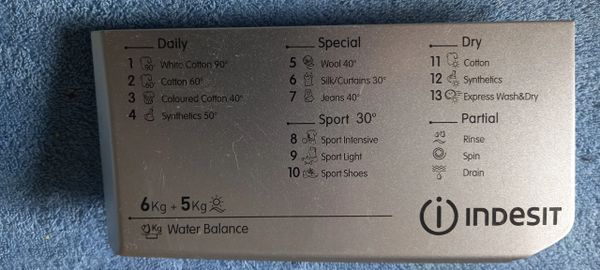 Daily
1 White Cotton 90°
2 Cotton 60°
3 Coloured Cotton 40°
4 Synthetics 50°
Special
5 Wool 40°
6 Silk/Curtains 30°
7 Jeans 40°
Sport 30°
8 Sport Intensive
9 Sport Light
10 Sport Shoes
Dry
11 Cotton
12 Synthetics
13 Express Wash&Dry
Partial
Rinse
Spin
Drain
6Kg + 5Kg
Kg Water Balance
INDESIT